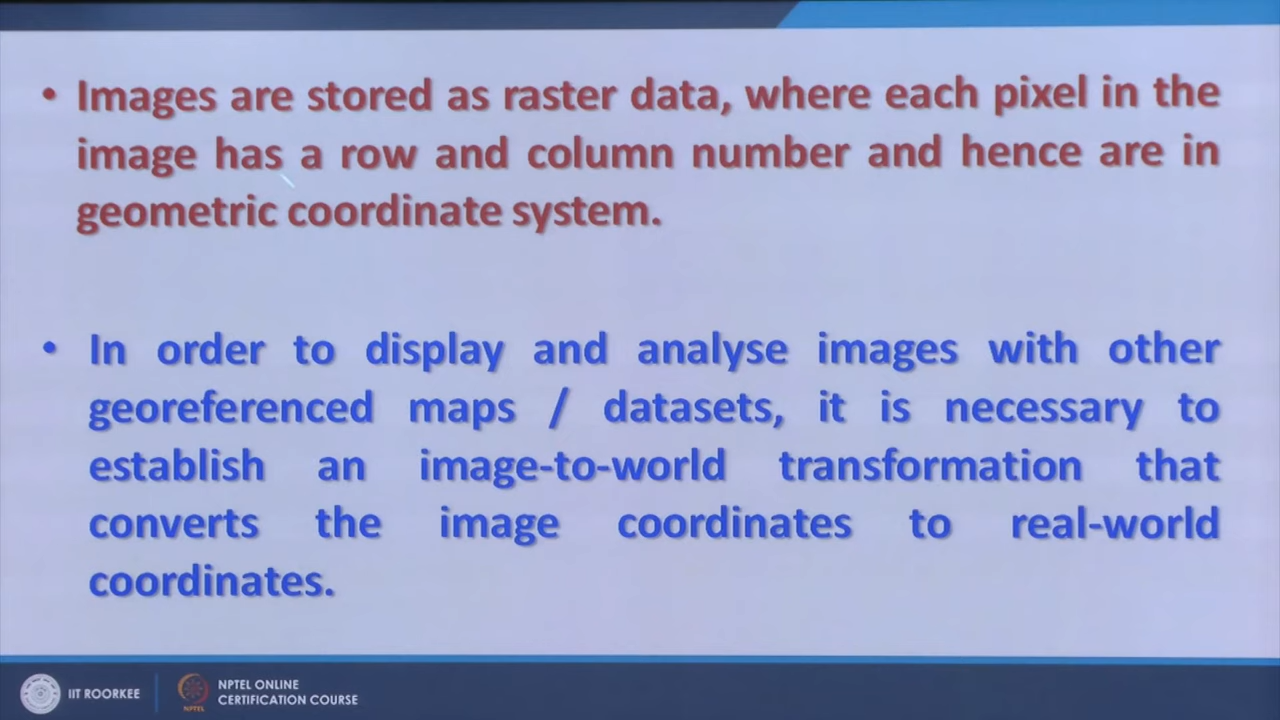 • Images are stored as raster data, where each pixel in the
image has a row and column number and hence are in
geometric coordinate system.
• In order to display and analyse images with other
georeferenced maps / datasets, it is necessary to
establish an image-to-world transformation that
converts the image coordinates to real-world
coordinates.
IIT ROORKEE
NPTEL
NPTEL ONLINE
CERTIFICATION COURSE